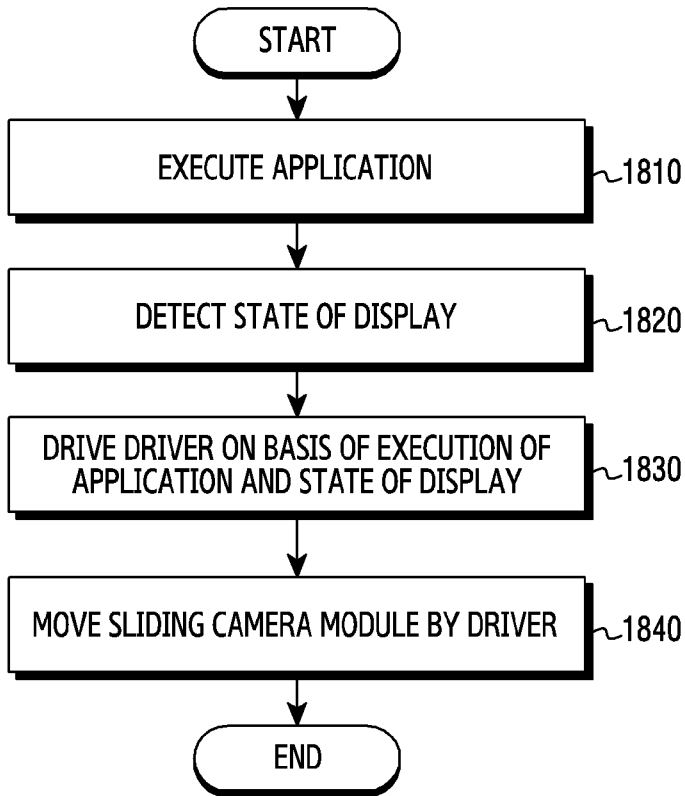 START
EXECUTE APPLICATION
1810
DETECT STATE OF DISPLAY
1820
DRIVE DRIVER ON BASIS OF EXECUTION OF
APPLICATION AND STATE OF DISPLAY
1830
MOVE SLIDING CAMERA MODULE BY DRIVER
1840
END